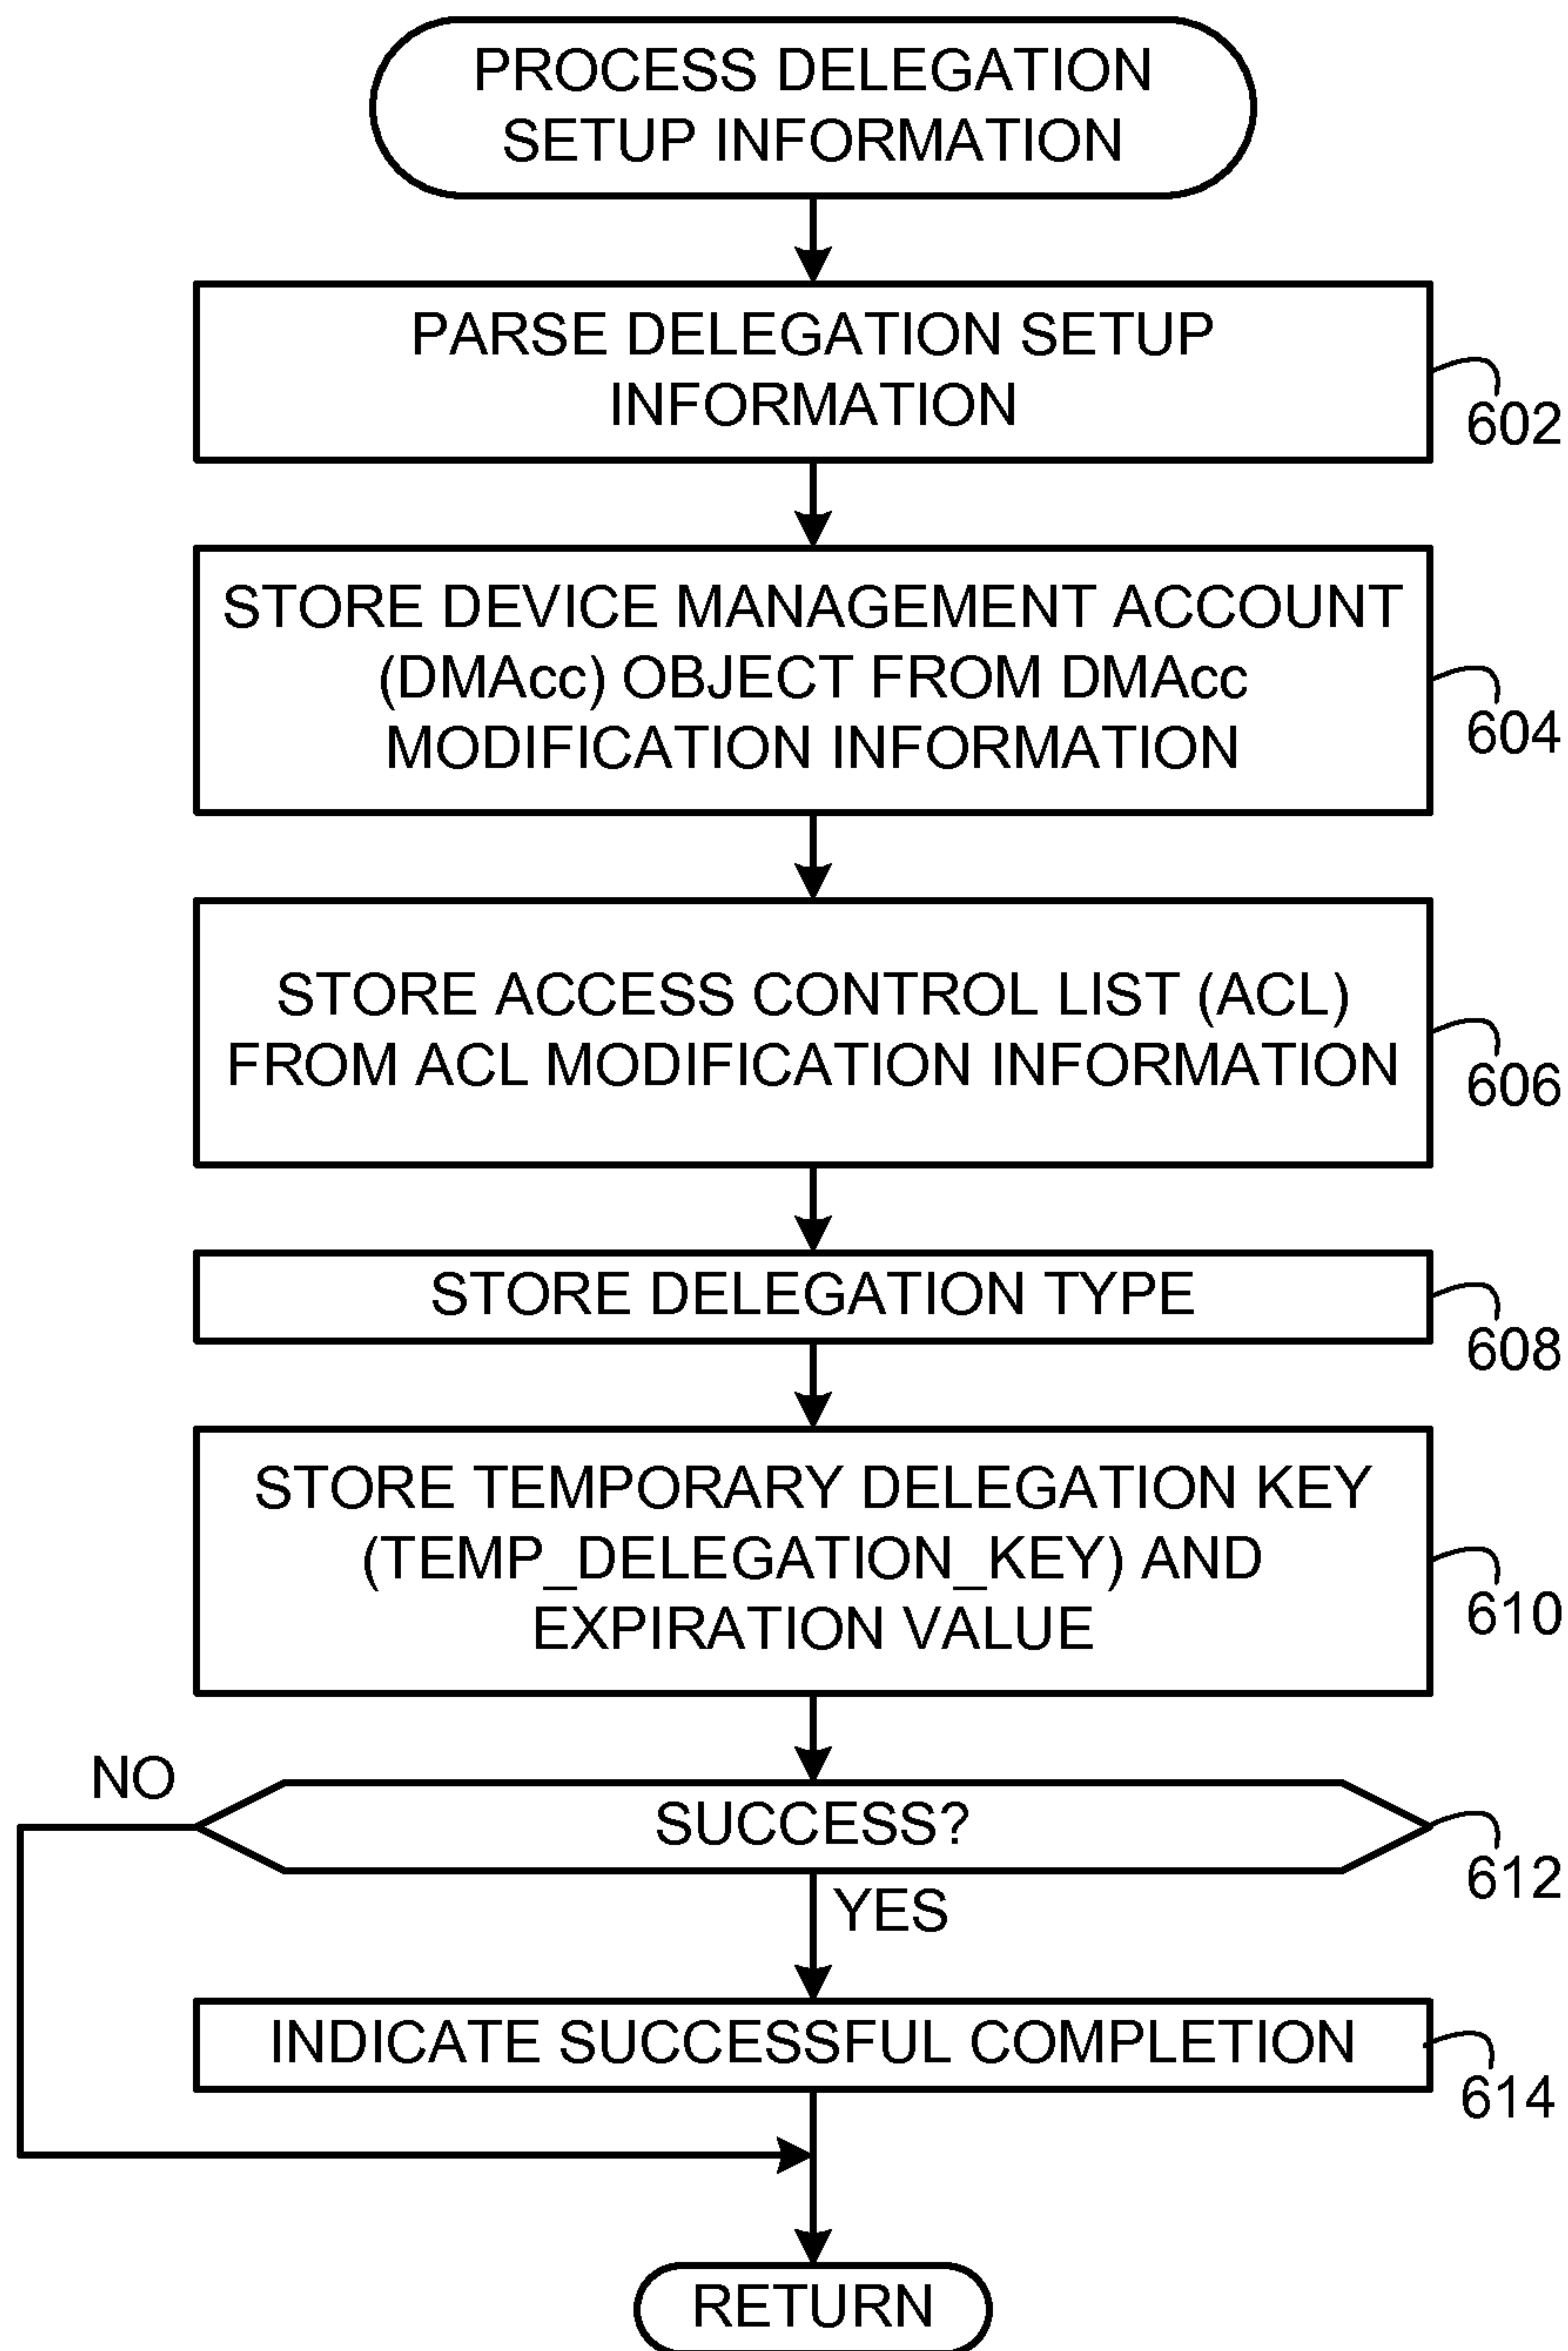 PROCESS DELEGATION
SETUP INFORMATION
PARSE DELEGATION SETUP
INFORMATION
602
STORE DEVICE MANAGEMENT ACCOUNT
(DMAcc) OBJECT FROM DMAcc
MODIFICATION INFORMATION
604
STORE ACCESS CONTROL LIST (ACL)
FROM ACL MODIFICATION INFORMATION
606
STORE DELEGATION TYPE
608
STORE TEMPORARY DELEGATION KEY
(TEMP_DELEGATION_KEY) AND
EXPIRATION VALUE
610
NO
SUCCESS?
612
YES
INDICATE SUCCESSFUL COMPLETION
614
RETURN